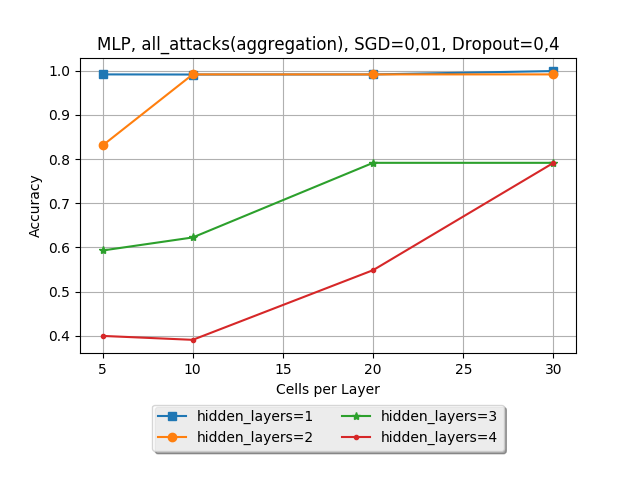 MLP, all_attacks(aggregation), SGD=0,01, Dropout=0,4
1.0
0.9
0.8
0.7
0.6
0.5
0.4
Accuracy
5
10
15
20
25
30
Cells per Layer
hidden_layers=1
hidden_layers=2
hidden_layers=3
hidden_layers=4